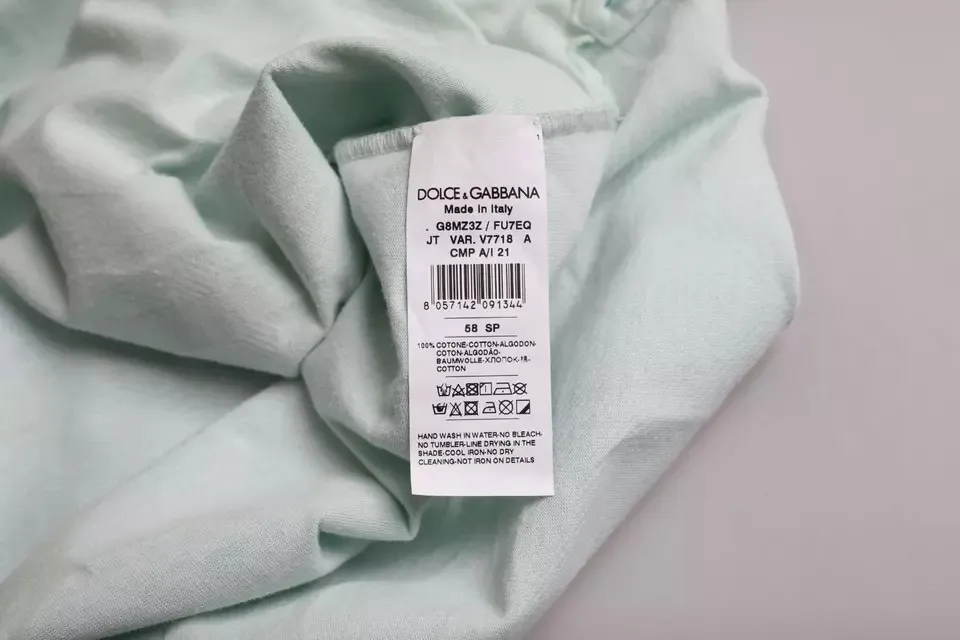 1
DOLCE & GABBANA
Made in Italy
. G8MZ3Z / FU7EQ
JT VAR. V7718 A
CMP A/I 21
8 057142 091344
58 SP
100% COTONE-COTTON-ALGODON-
COTON-ALGODÃO-
BAUMWOLLE-ХЛОПОК-
COTTON
HAND WASH IN WATER-NO BLEACH-
NO TUMBLER-LINE DRYING IN THE
SHADE-COOL IRON-NO DRY
CLEANING-NOT IRON ON DETAILS